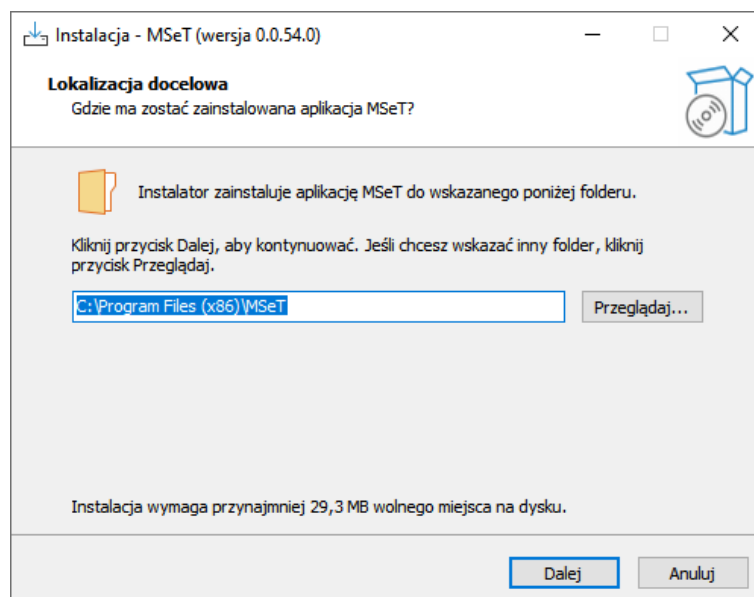 Instalacja - MSeT (wersja 0.0.54.0)
Lokalizacja docelowa
Gdzie ma zostać zainstalowana aplikacja MSeT?
Instalator zainstaluje aplikację MSeT do wskazanego poniżej folderu.
Kliknij przycisk Dalej, aby kontynuować. Jeśli chcesz wskazać inny folder, kliknij
przycisk Przeglądaj.
C:\Program Files (x86)\MSeT
Przeglądaj...
Instalacja wymaga przynajmniej 29,3 MB wolnego miejsca na dysku.
Dalej
Anuluj